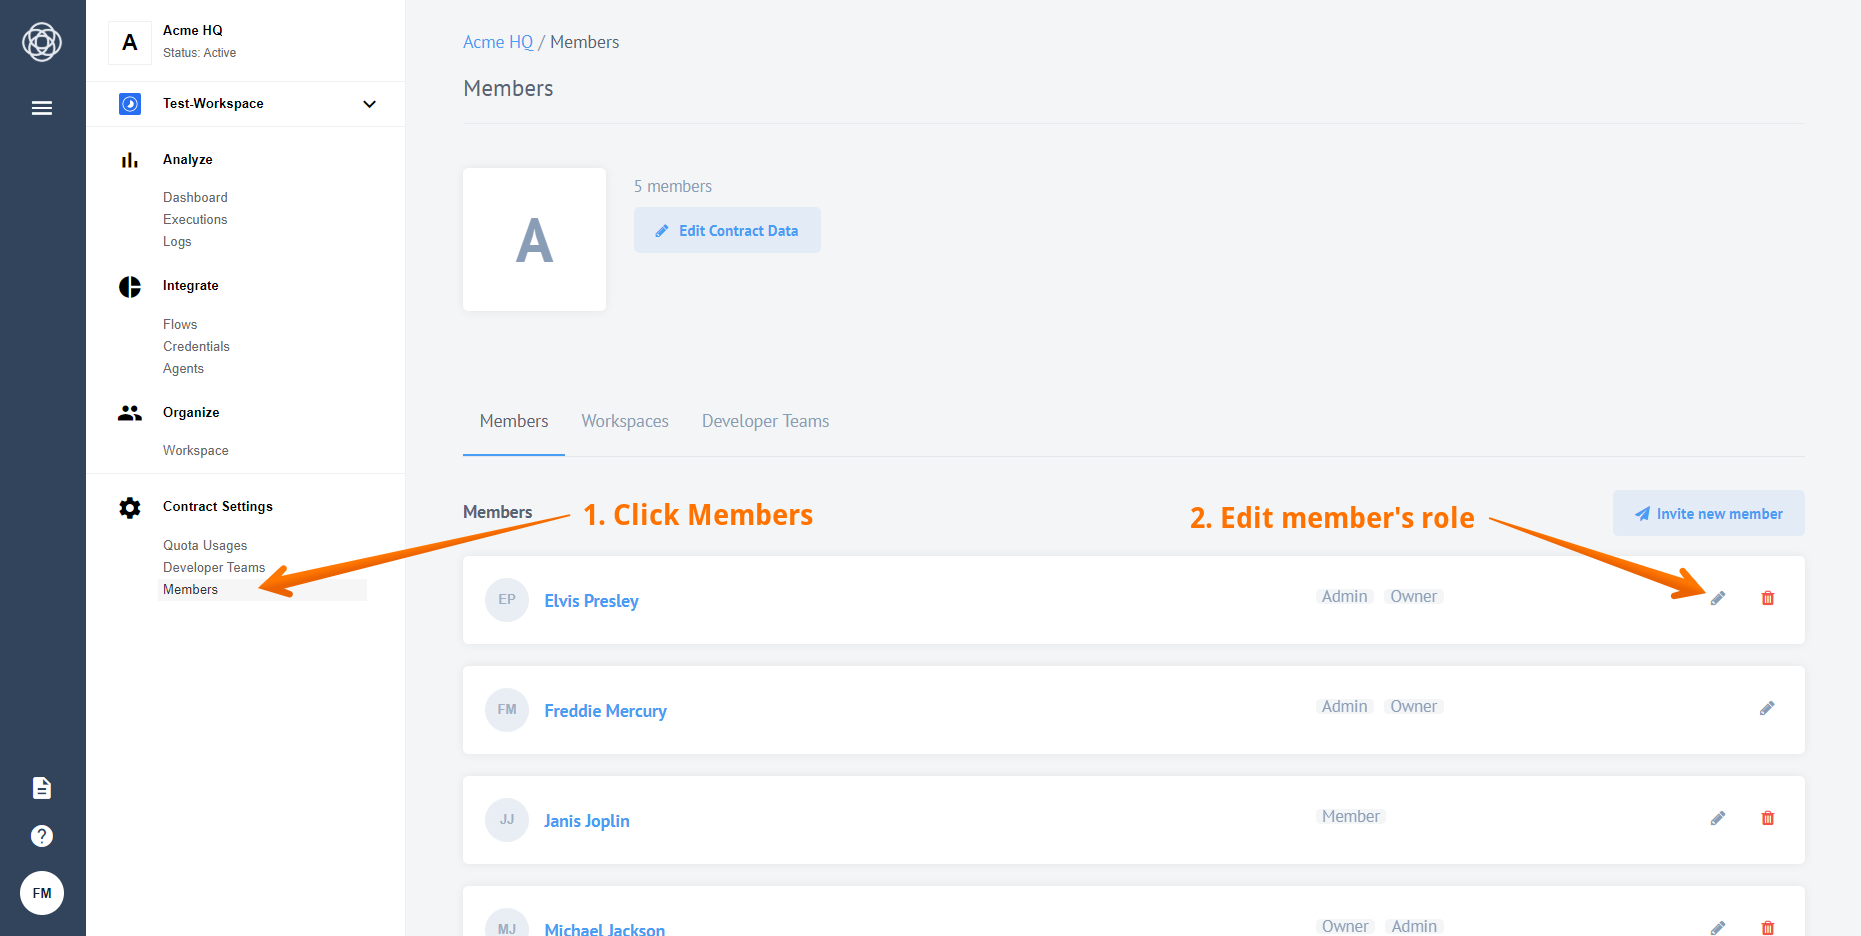 A
Acme HQ
Status: Active
Test-Workspace
Analyze
Dashboard
Executions
Logs
Integrate
Flows
Credentials
Agents
Organize
Workspace
Contract Settings
Quota Usages
Developer Teams
Members
FM
Acme HQ / Members
Members
A
5 members
Edit Contract Data
Members Workspaces Developer Teams
Members
1. Click Members
2. Edit member's role
Invite new member
EP Elvis Presley Admin Owner
FM Freddie Mercury Admin Owner
JJ Janis Joplin Member
MJ Michael Jackson Owner Admin